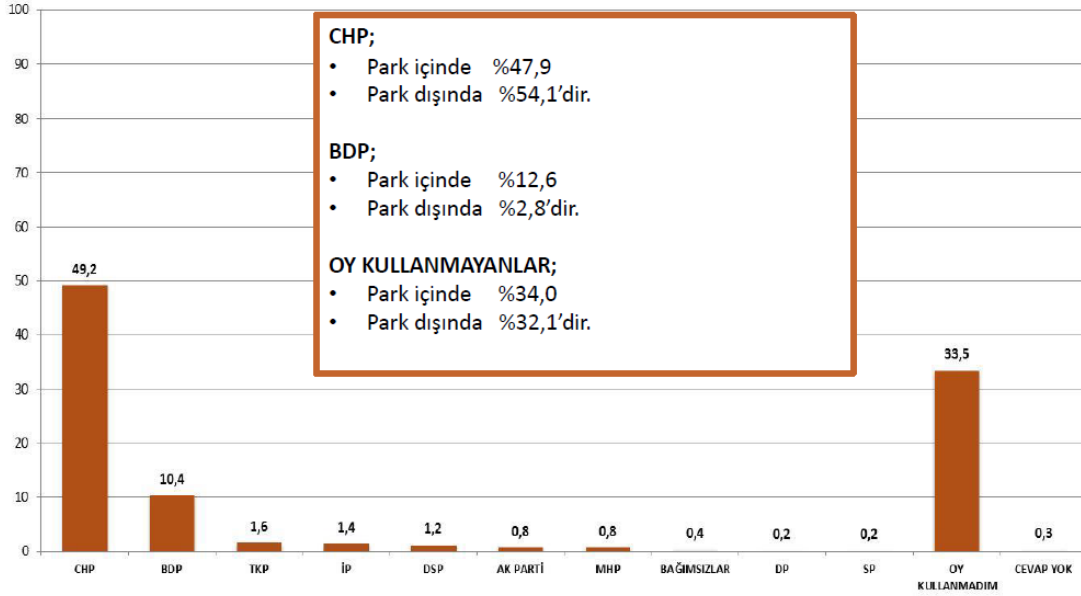 100
90
80
70
60
50
40
30
20
10
0
CHP;
• Park içinde %47,9
• Park dışında %54,1’dir.
BDP;
• Park içinde %12,6
• Park dışında %2,8’dir.
OY KULLANMAYANLAR;
• Park içinde %34,0
• Park dışında %32,1’dir.
49,2
10,4
1,6
1,4
1,2
0,8
0,8
0,4
0,2
0,2
33,5
0,3
CHP
BDP
TKP
İP
DSP
AK PARTİ
MHP
BAĞIMSIZLAR
DP
SP
OY
KULLANMADIM
CEVAP YOK